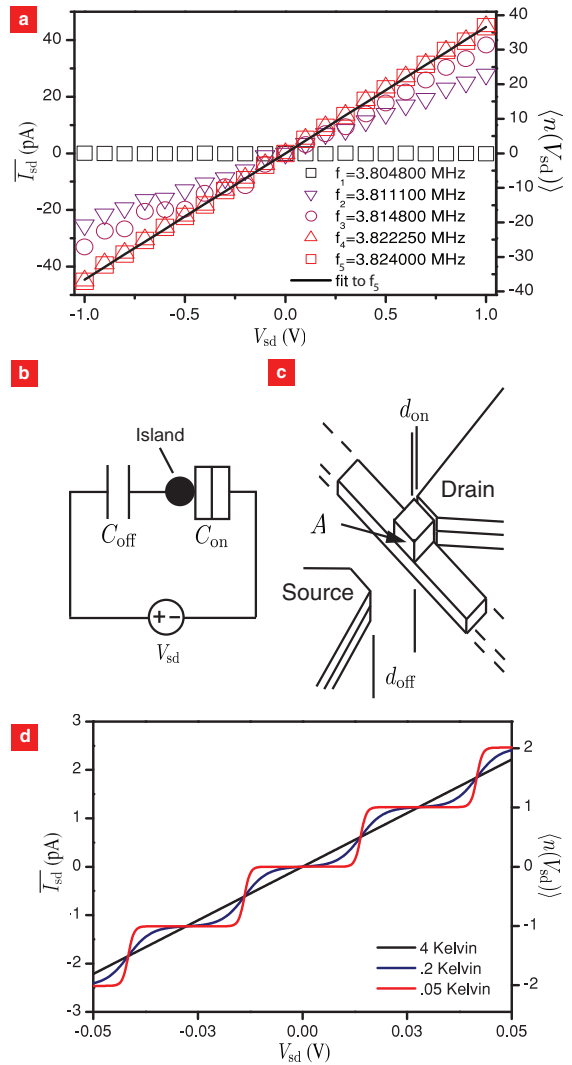 a
40
20
0
-20
-40
40
30
20
10
0
-10
-20
-30
-40
I̅sd (pA)
⟨n(Vsd)⟩
f1=3.804800 MHz
f2=3.811100 MHz
f3=3.814800 MHz
f4=3.822250 MHz
f5=3.824000 MHz
fit to f5
-1.0 -0.5 0.0 0.5 1.0
Vsd (V)
b
Island
Coff
Con
+ −
Vsd
c
don
Drain
A
Source
doff
d
3
2
1
0
-1
-2
-3
2
1
0
-1
-2
I̅sd (pA)
⟨n(Vsd)⟩
4 Kelvin
.2 Kelvin
.05 Kelvin
-0.05 -0.03 0.00 0.03 0.05
Vsd (V)